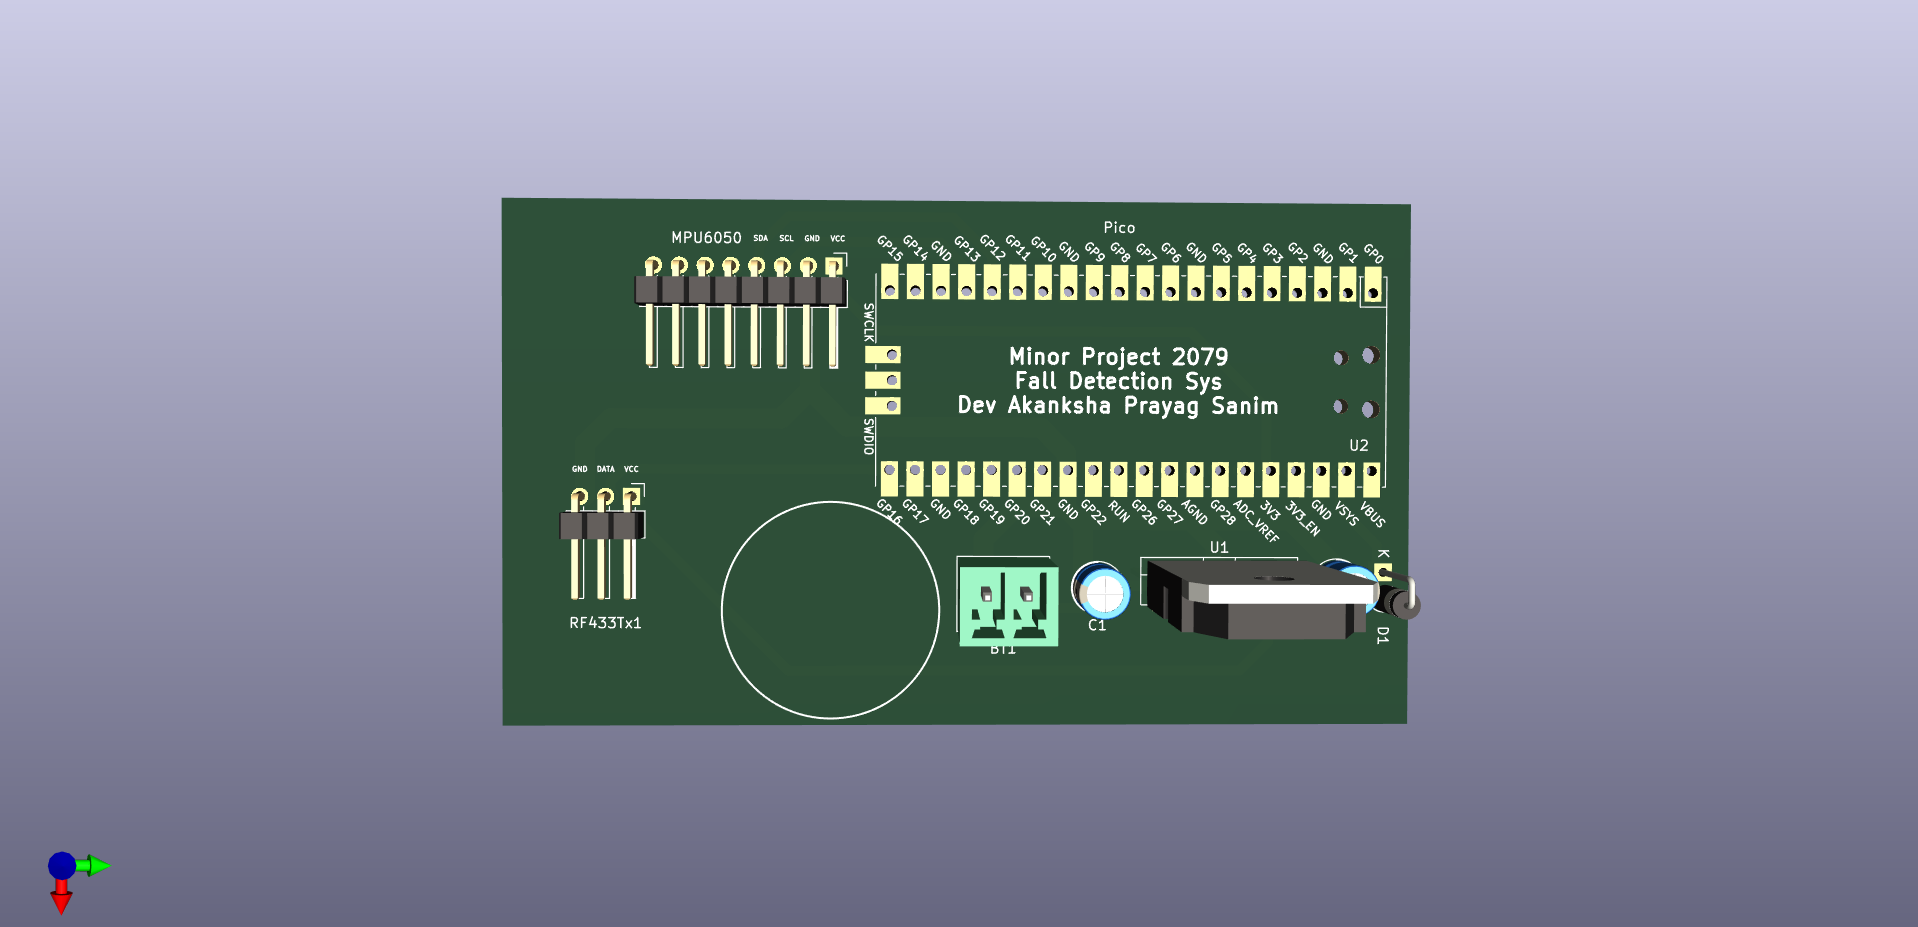 Pico
MPU6050 SDA SCL GND VCC
GP15 GP14 GND GP13 GP12 GP11 GP10 GND GP9 GP8 GP7 GP6 GND GP5 GP4 GP3 GP2 GND GP1 GP0
SWCLK
Minor Project 2079
Fall Detection Sys
Dev Akanksha Prayag Sanim
SWDIO
U2
GND DATA VCC
GP16 GP17 GND GP18 GP19 GP20 GP21 GND GP22 RUN GP26 GP27 AGND GP28 ADC_VREF 3V3 3V3_EN GND VSYS VBUS
U1
K
RF433Tx1
C1
D1
BT1